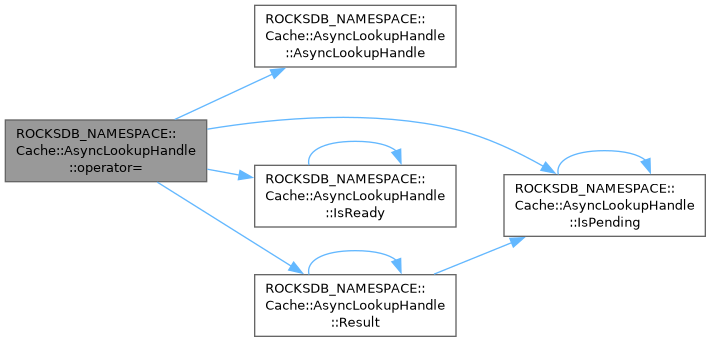 ROCKSDB_NAMESPACE::
Cache::AsyncLookupHandle
::AsyncLookupHandle
ROCKSDB_NAMESPACE::
Cache::AsyncLookupHandle
::operator=
ROCKSDB_NAMESPACE::
Cache::AsyncLookupHandle
::IsReady
ROCKSDB_NAMESPACE::
Cache::AsyncLookupHandle
::IsPending
ROCKSDB_NAMESPACE::
Cache::AsyncLookupHandle
::Result